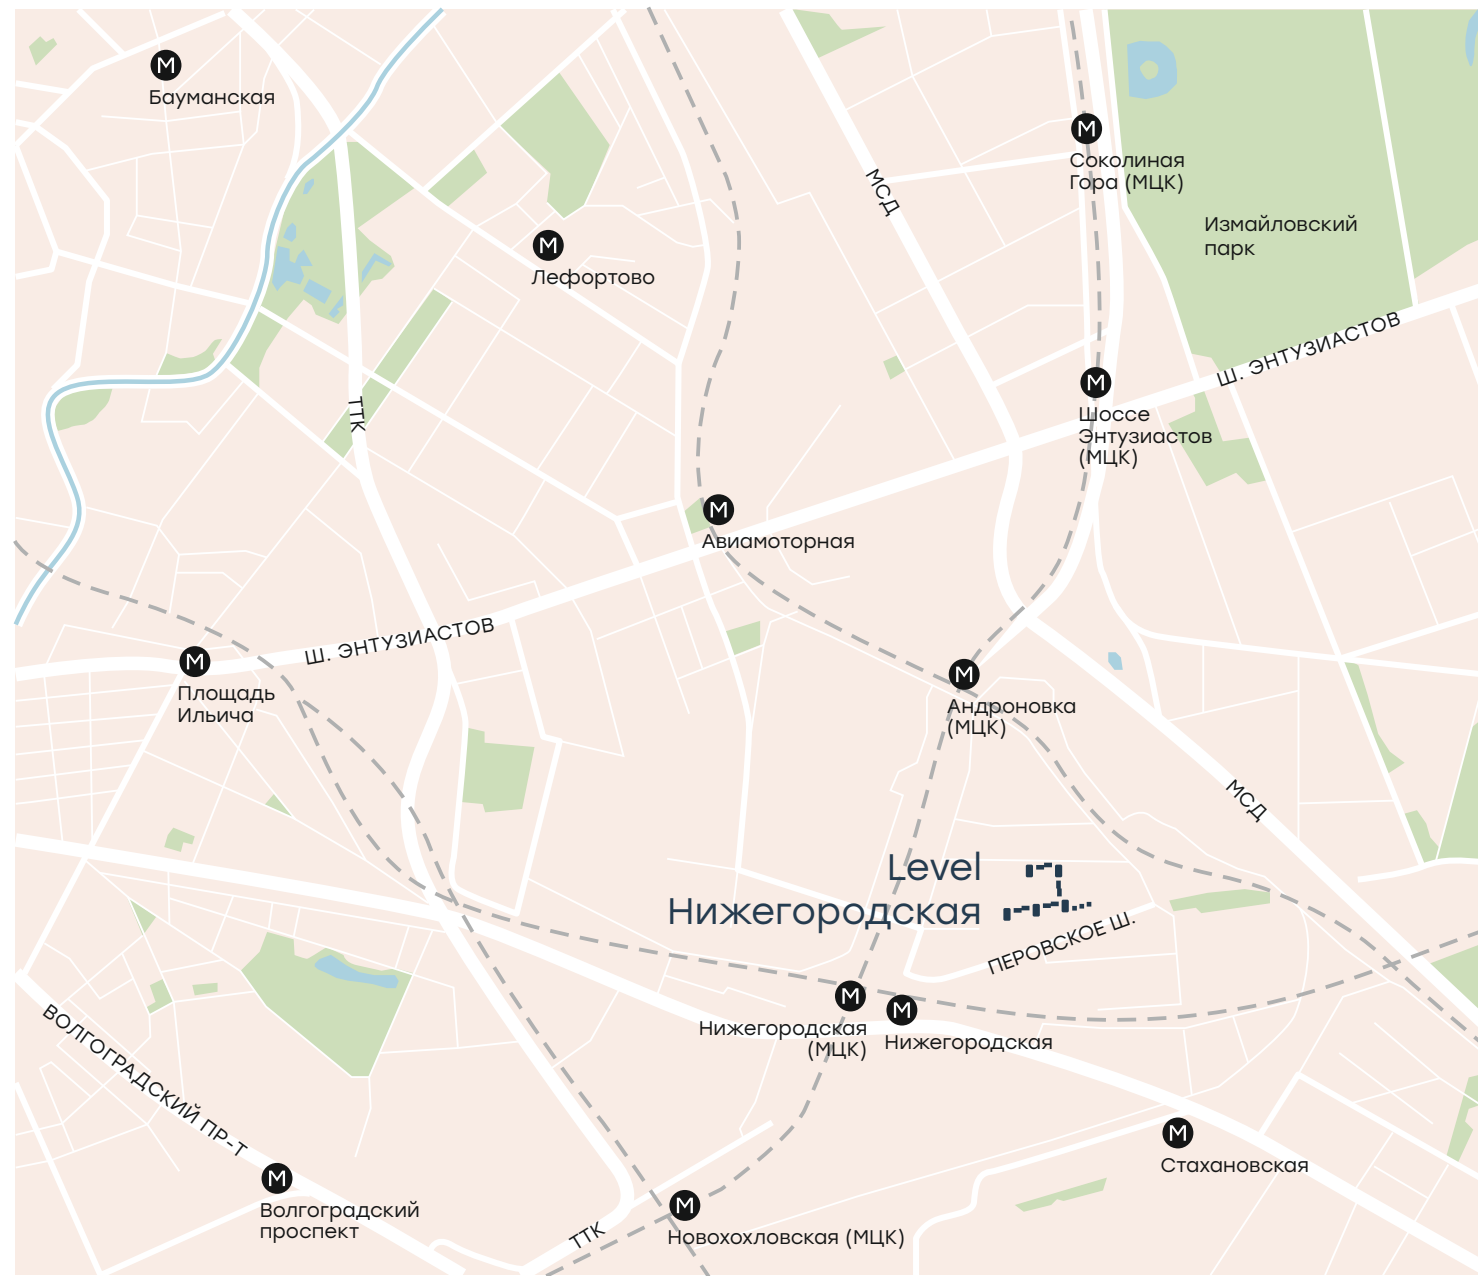 М
Бауманская
М
Соколиная
Гора (МЦК)
МСД
Измайловский
парк
М
Лефортово
Ш. ЭНТУЗИАСТОВ
М
Шоссе
Энтузиастов
(МЦК)
ТТК
М
Авиамоторная
Ш. ЭНТУЗИАСТОВ
М
Площадь
Ильича
М
Андроновка
(МЦК)
МСД
Level
Нижегородская
ПЕРОВСКОЕ Ш.
М
Нижегородская
(МЦК)
М
Нижегородская
ВОЛГОГРАДСКИЙ ПР-Т
М
Стахановская
М
Волгоградский
проспект
М
Новохохловская (МЦК)
ТТК